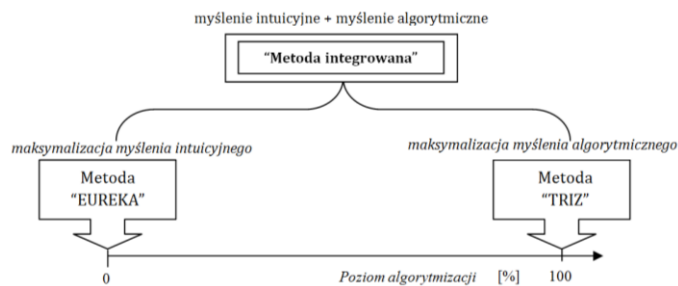 myślenie intuicyjne + myślenie algorytmiczne
“Metoda integrowana”
maksymalizacja myślenia intuicyjnego
maksymalizacja myślenia algorytmicznego
Metoda
“EUREKA”
Metoda
“TRIZ”
0
Poziom algorytmizacji [%]
100